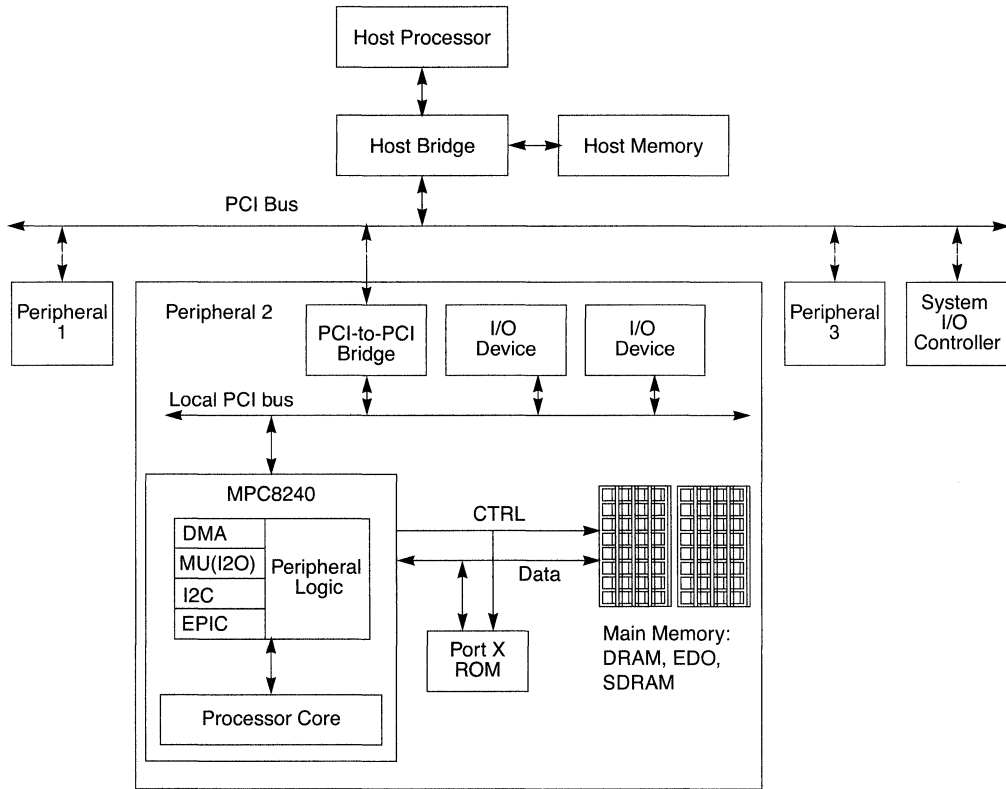 Host Processor
Host Bridge
Host Memory
PCI Bus
Peripheral
1
Peripheral 2
PCI-to-PCI
Bridge
I/O
Device
I/O
Device
Peripheral
3
System
I/O
Controller
Local PCI bus
MPC8240
DMA
MU(I2O)
I2C
EPIC
Peripheral
Logic
Processor Core
CTRL
Data
Port X
ROM
Main Memory:
DRAM, EDO,
SDRAM